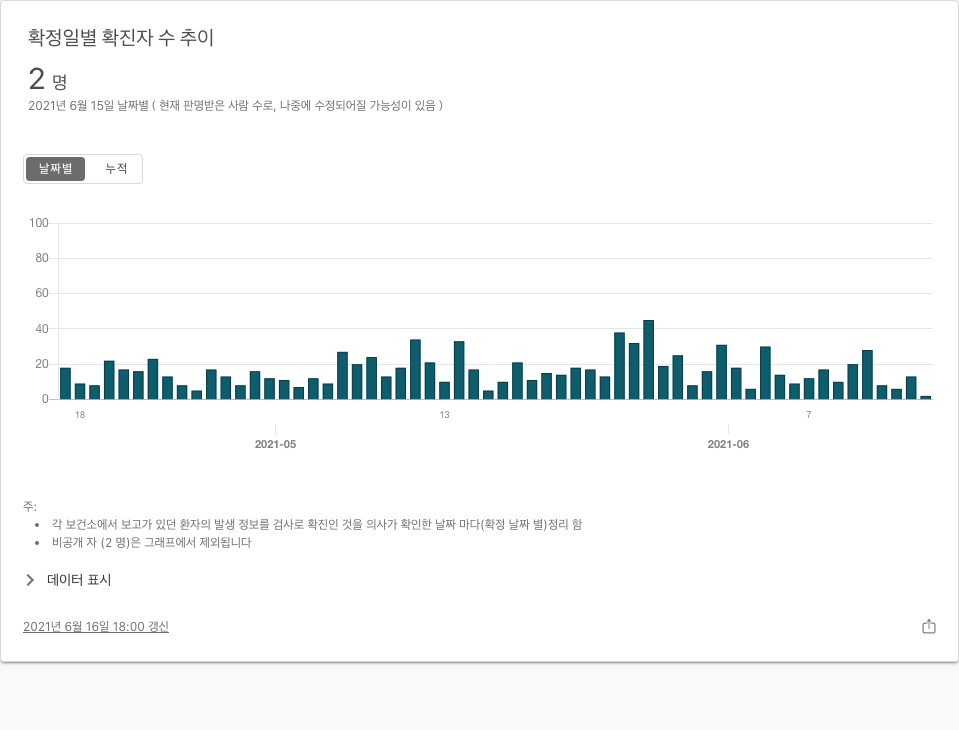 확정일별 확진자 수 추이
2 명
2021년 6월 15일 날짜별 ( 현재 판명받은 사람 수로, 나중에 수정되어질 가능성이 있음 )
날짜별 누적
100
80
60
40
20
0
18 13 7
2021-05 2021-06
주:
각 보건소에서 보고가 있던 환자의 발생 정보를 검사로 확진인 것을 의사가 확인한 날짜 마다(확정 날짜 별)정리 함
비공개 자 (2 명)은 그래프에서 제외됩니다
데이터 표시
2021년 6월 16일 18:00 갱신